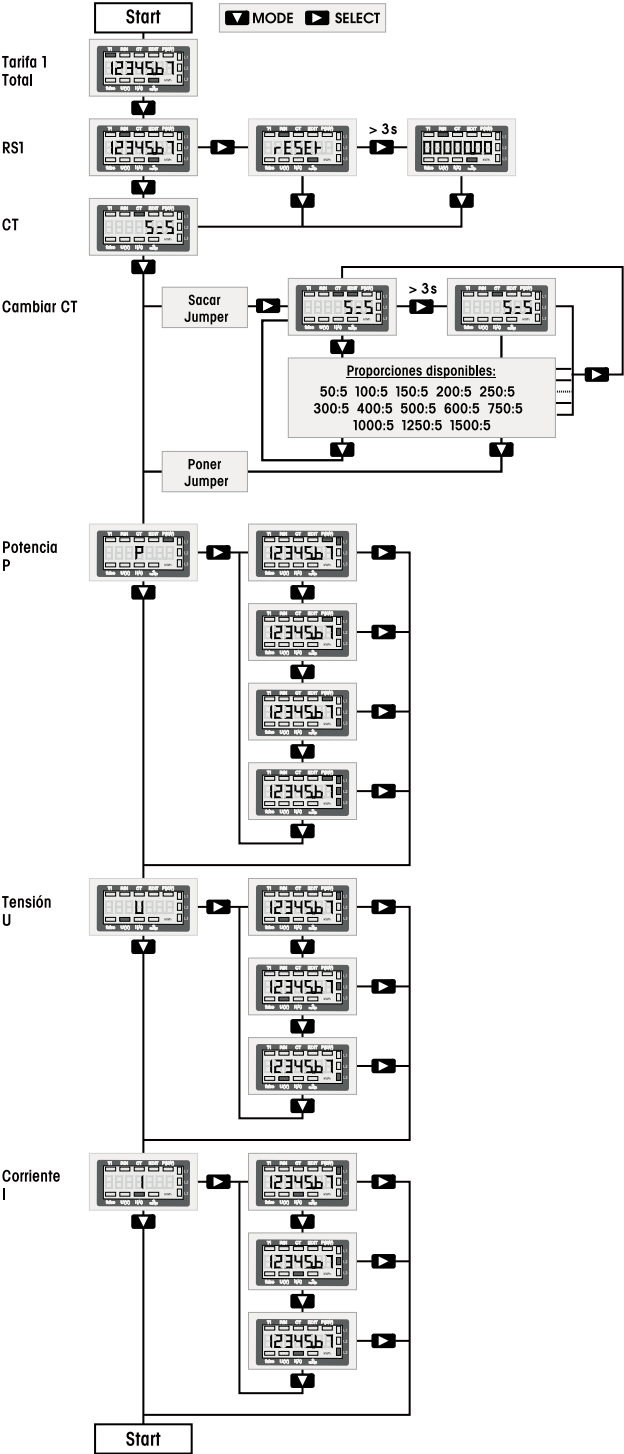 Start
MODE SELECT
Tarifa 1
Total
1234567
RS1
1234567
rESEt
> 3s
0000000
CT
5:5
Cambiar CT
Sacar
Jumper
5:5
> 3s
5:5
Proporciones disponibles:
50:5 100:5 150:5 200:5 250:5
300:5 400:5 500:5 600:5 750:5
1000:5 1250:5 1500:5
Poner
Jumper
Potencia
P
P
1234567
1234567
1234567
1234567
Tensión
U
U
1234567
1234567
1234567
Corriente
I
I
1234567
1234567
1234567
Start